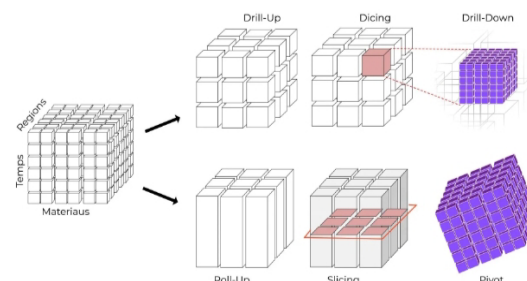 Drill-Up
Dicing
Drill-Down
Regions
Temps
Materiaus
Roll-Up
Slicing
Pivot